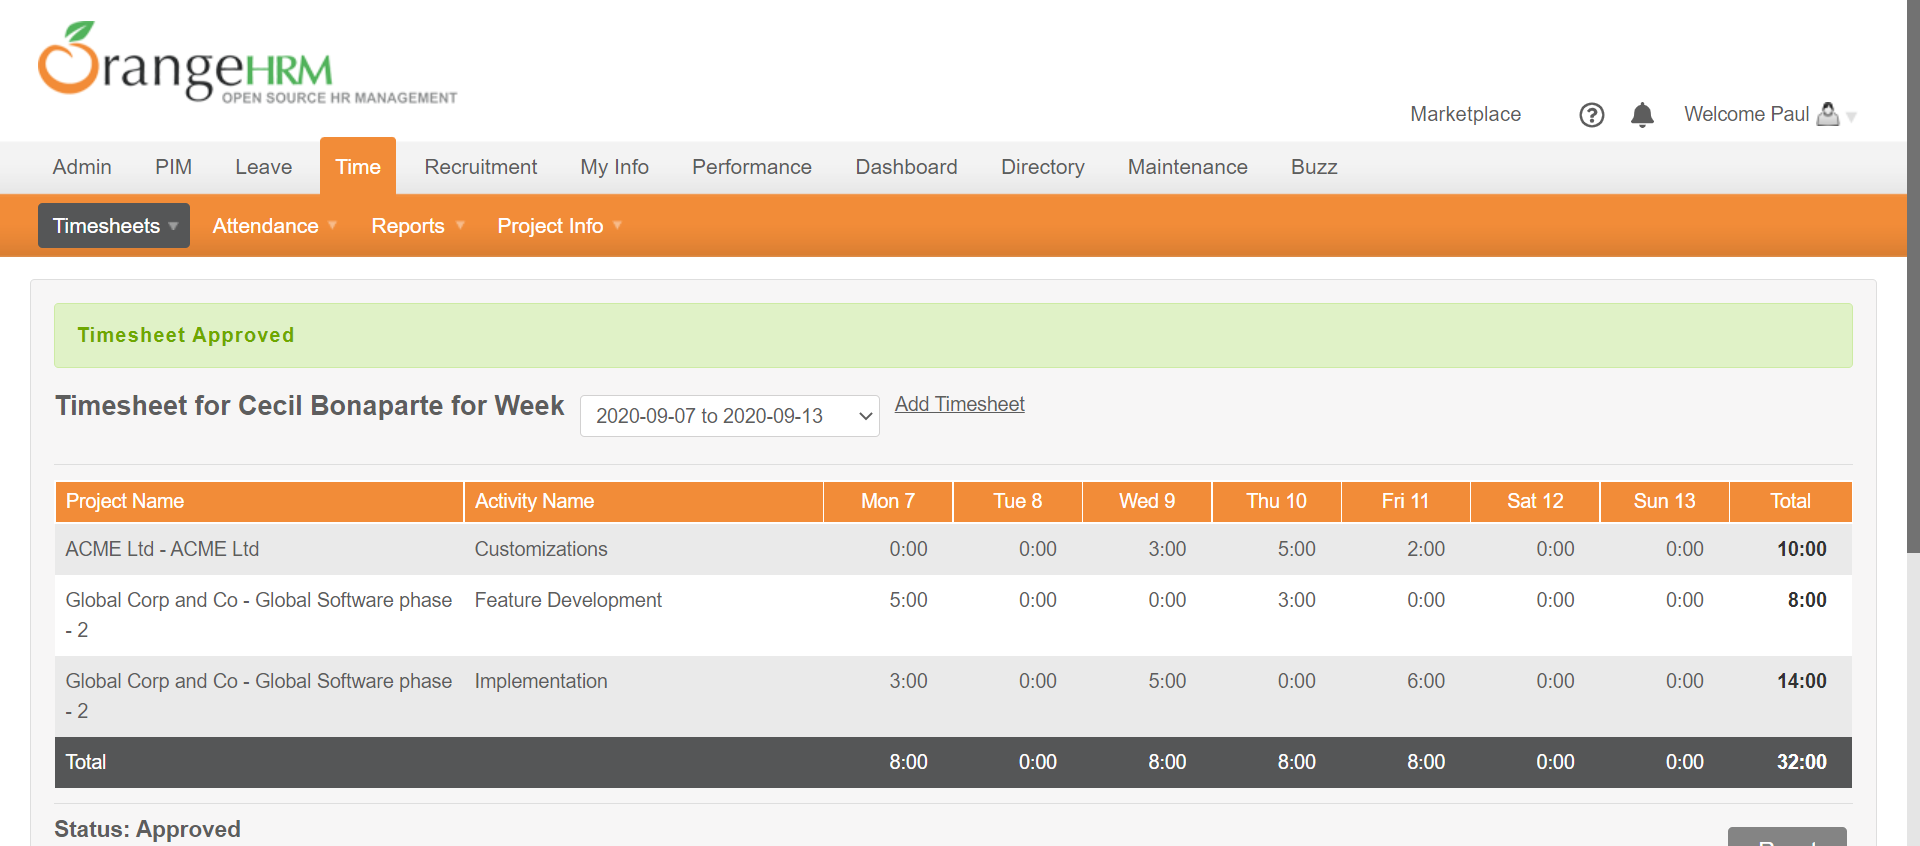 OrangeHRM
OPEN SOURCE HR MANAGEMENT
Marketplace ? Welcome Paul
Admin PIM Leave Time Recruitment My Info Performance Dashboard Directory Maintenance Buzz
Timesheets Attendance Reports Project Info
Timesheet Approved
Timesheet for Cecil Bonaparte for Week 2020-09-07 to 2020-09-13 Add Timesheet
Project Name Activity Name Mon 7 Tue 8 Wed 9 Thu 10 Fri 11 Sat 12 Sun 13 Total
ACME Ltd - ACME Ltd Customizations 0:00 0:00 3:00 5:00 2:00 0:00 0:00 10:00
Global Corp and Co - Global Software phase Feature Development 5:00 0:00 0:00 3:00 0:00 0:00 0:00 8:00
- 2
Global Corp and Co - Global Software phase Implementation 3:00 0:00 5:00 0:00 6:00 0:00 0:00 14:00
- 2
Total 8:00 0:00 8:00 8:00 8:00 0:00 0:00 32:00
Status: Approved